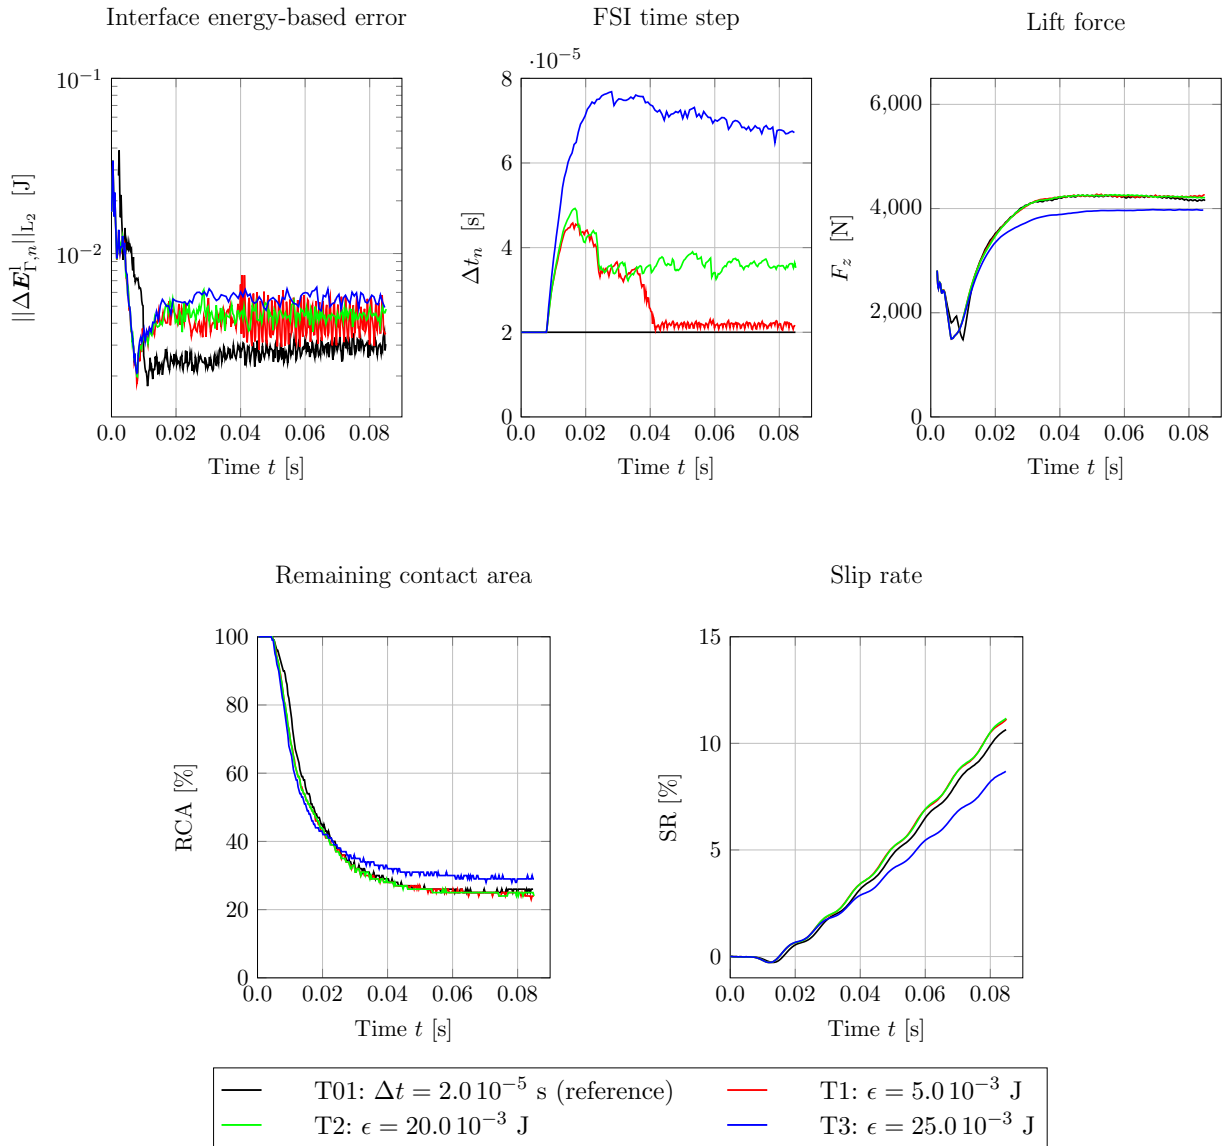 Interface energy-based error
10⁻¹
10⁻²
||ΔE¹_Γ,n||_L₂ [J]
0.0 0.02 0.04 0.06 0.08
Time t [s]
FSI time step
·10⁻⁵
8
6
4
2
0
Δt_n [s]
0.0 0.02 0.04 0.06 0.08
Time t [s]
Lift force
6,000
4,000
2,000
0
F_z [N]
0.0 0.02 0.04 0.06 0.08
Time t [s]
Remaining contact area
100
80
60
40
20
0
RCA [%]
0.0 0.02 0.04 0.06 0.08
Time t [s]
Slip rate
15
10
5
0
SR [%]
0.0 0.02 0.04 0.06 0.08
Time t [s]
T01: Δt = 2.0 10⁻⁵ s (reference)
T1: ϵ = 5.0 10⁻³ J
T2: ϵ = 20.0 10⁻³ J
T3: ϵ = 25.0 10⁻³ J